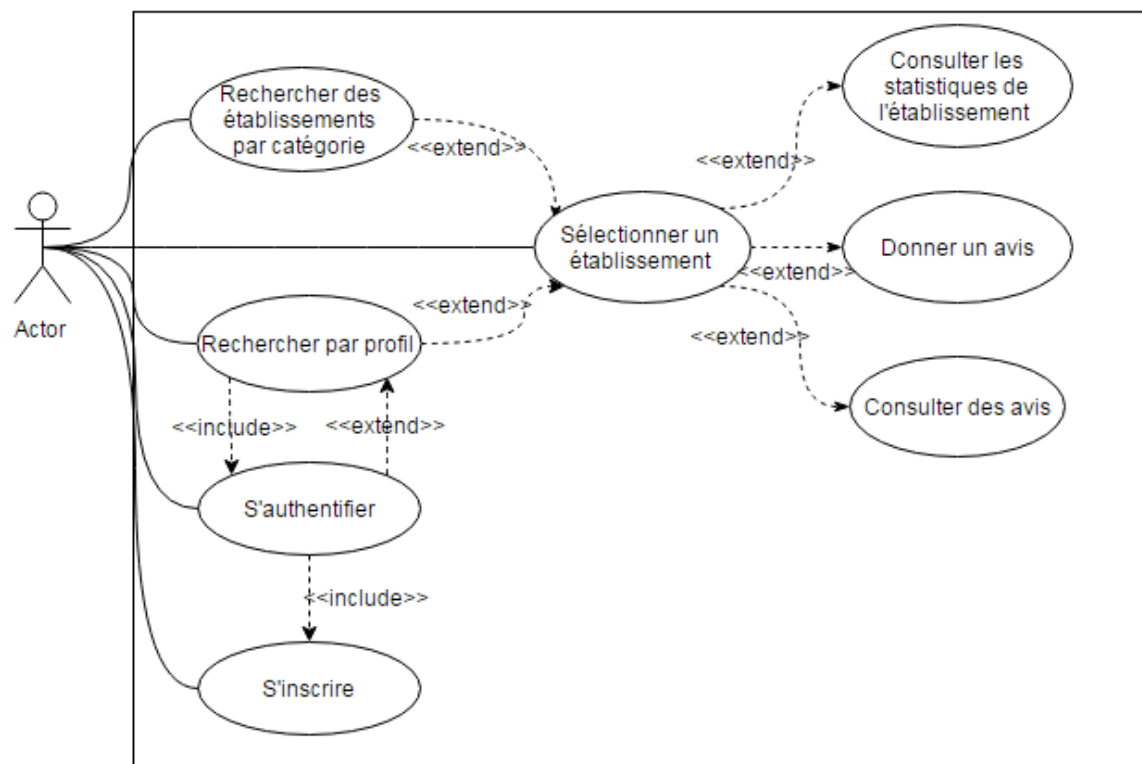 Rechercher des
établissements
par catégorie
<<extend>>
Consulter les
statistiques de
l'établissement
<<extend>>
Actor
Sélectionner un
établissement
Donner un avis
<<extend>>
Rechercher par profil
<<extend>>
<<extend>>
Consulter des avis
<<include>>
<<extend>>
S'authentifier
<<include>>
S'inscrire